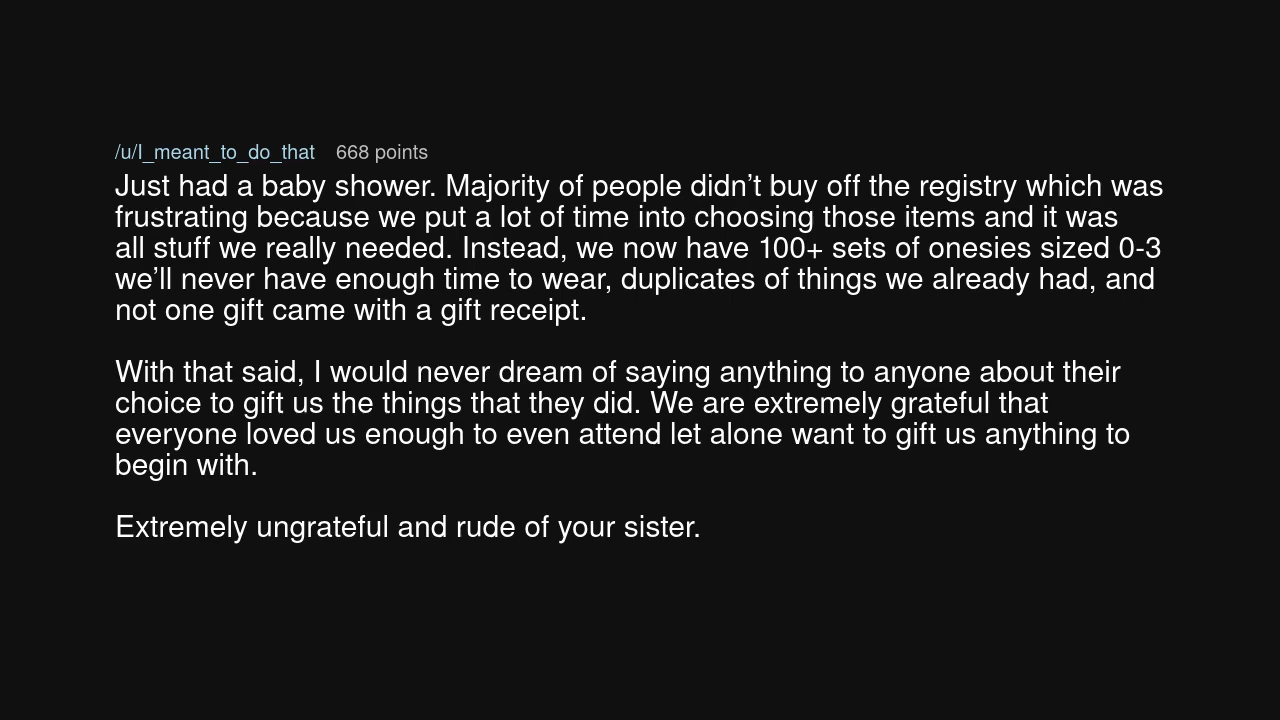 /u/I_meant_to_do_that 668 points
Just had a baby shower. Majority of people didn’t buy off the registry which was
frustrating because we put a lot of time into choosing those items and it was
all stuff we really needed. Instead, we now have 100+ sets of onesies sized 0-3
we’ll never have enough time to wear, duplicates of things we already had, and
not one gift came with a gift receipt.
With that said, I would never dream of saying anything to anyone about their
choice to gift us the things that they did. We are extremely grateful that
everyone loved us enough to even attend let alone want to gift us anything to
begin with.
Extremely ungrateful and rude of your sister.